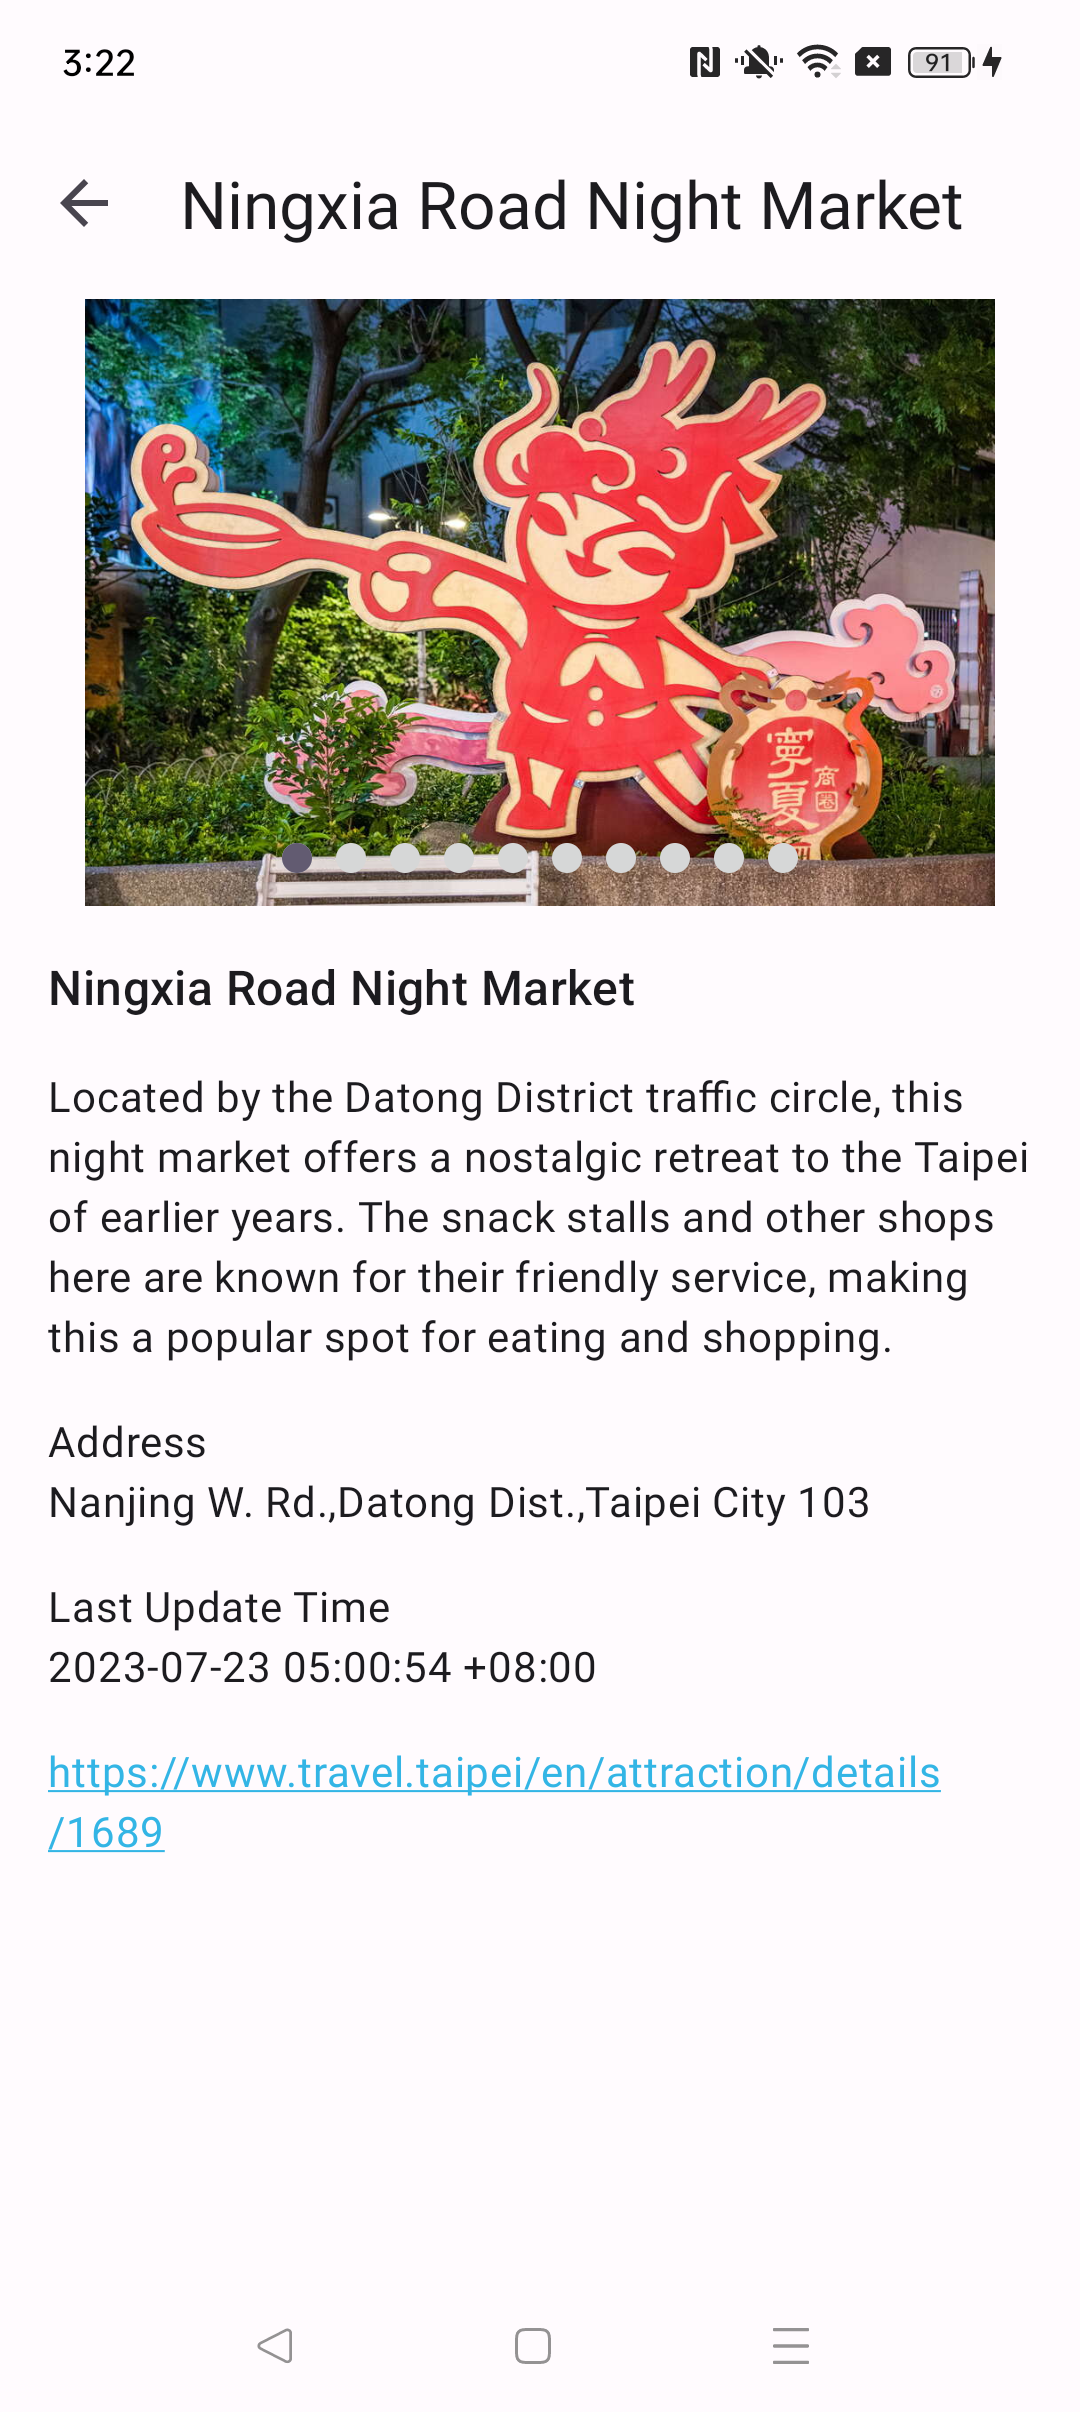 3:22
91
Ningxia Road Night Market
寧夏
商圈
Ningxia Road Night Market
Located by the Datong District traffic circle, this
night market offers a nostalgic retreat to the Taipei
of earlier years. The snack stalls and other shops
here are known for their friendly service, making
this a popular spot for eating and shopping.
Address
Nanjing W. Rd.,Datong Dist.,Taipei City 103
Last Update Time
2023-07-23 05:00:54 +08:00
https://www.travel.taipei/en/attraction/details
/1689